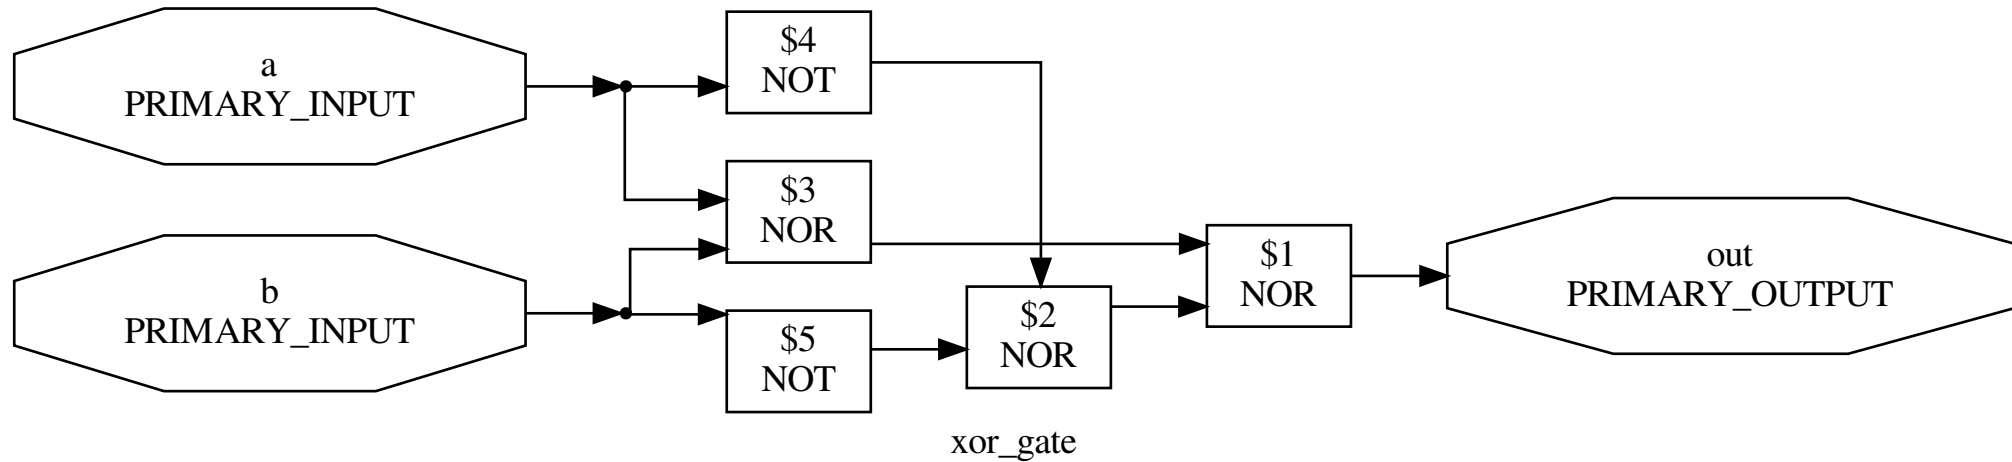 a
PRIMARY_INPUT
$4
NOT
$3
NOR
b
PRIMARY_INPUT
$5
NOT
$2
NOR
$1
NOR
out
PRIMARY_OUTPUT
xor_gate